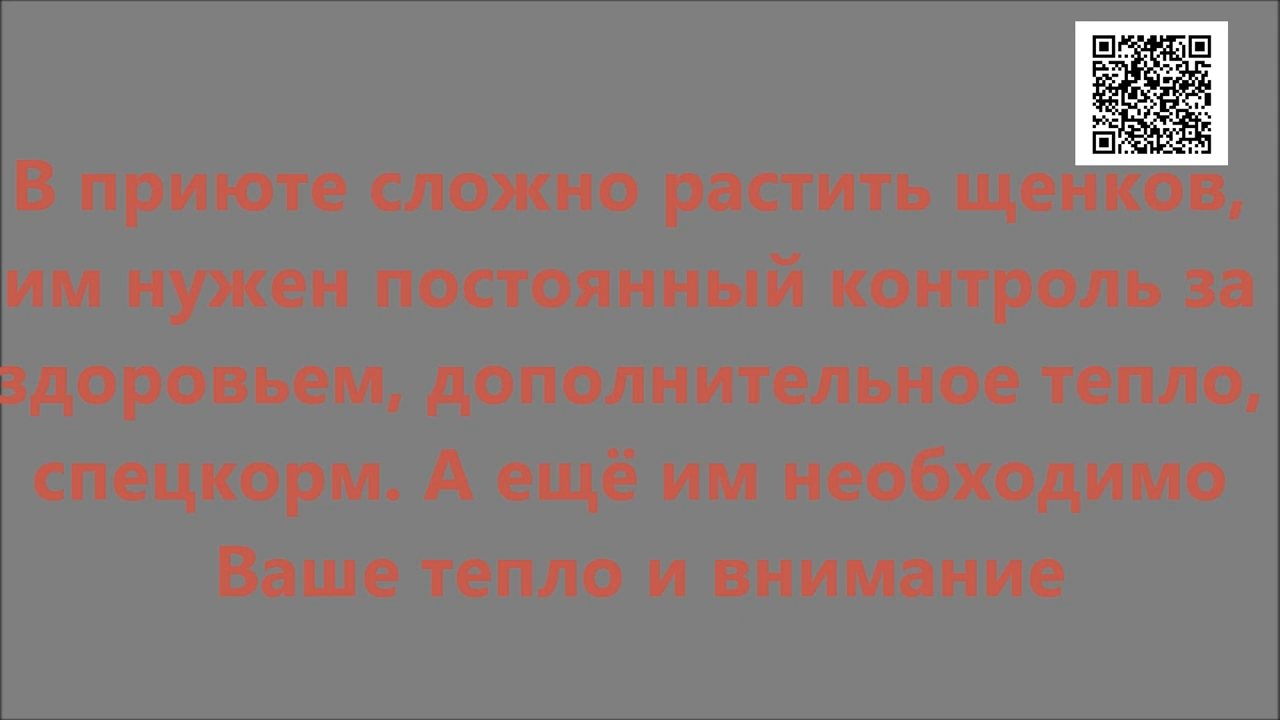 В приюте сложно растить щенков,
им нужен постоянный контроль за
здоровьем, дополнительное тепло,
спецкорм. А ещё им необходимо
Ваше тепло и внимание